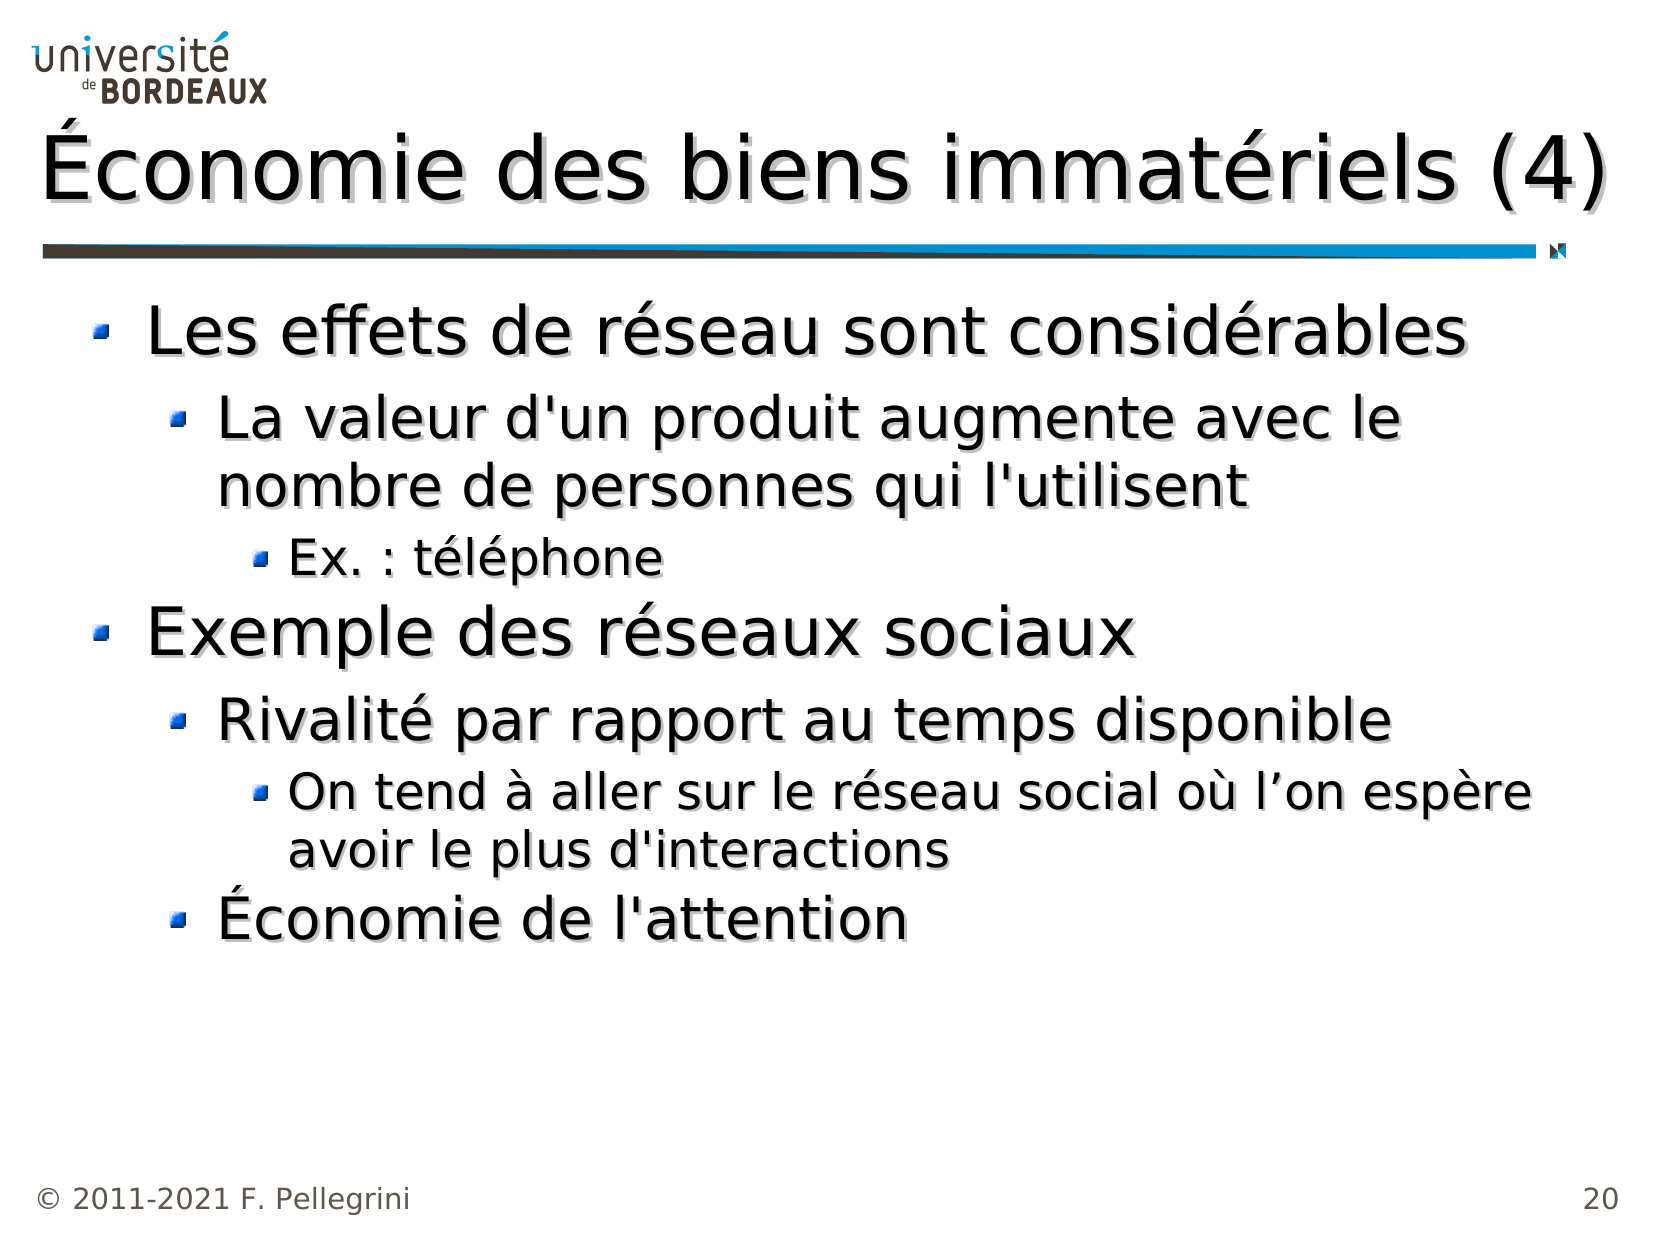 université
de BORDEAUX
Économie des biens immatériels (4)
Les effets de réseau sont considérables
La valeur d'un produit augmente avec le
nombre de personnes qui l'utilisent
Ex. : téléphone
Exemple des réseaux sociaux
Rivalité par rapport au temps disponible
On tend à aller sur le réseau social où l’on espère
avoir le plus d'interactions
Économie de l'attention
© 2011-2021 F. Pellegrini
20